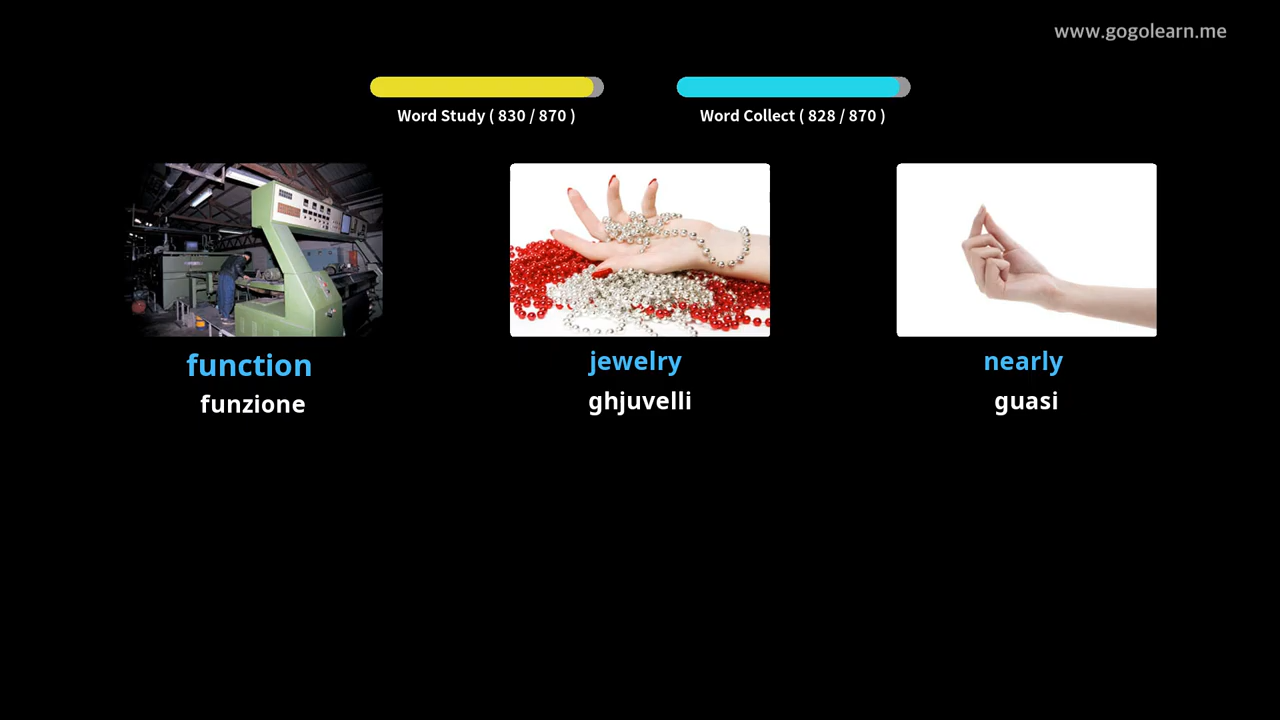 www.gogolearn.me
Word Study ( 830 / 870 )
Word Collect ( 828 / 870 )
function
funzione
jewelry
ghjuvelli
nearly
guasi